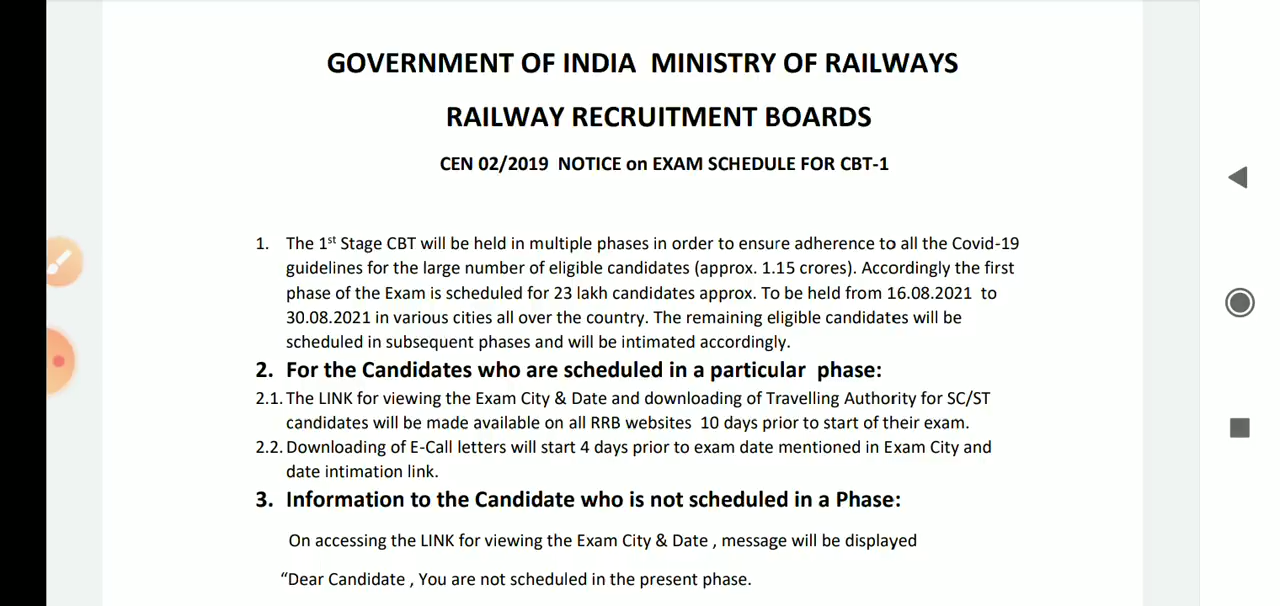 GOVERNMENT OF INDIA MINISTRY OF RAILWAYS
RAILWAY RECRUITMENT BOARDS
CEN 02/2019 NOTICE on EXAM SCHEDULE FOR CBT-1
1. The 1st Stage CBT will be held in multiple phases in order to ensure adherence to all the Covid-19
guidelines for the large number of eligible candidates (approx. 1.15 crores). Accordingly the first
phase of the Exam is scheduled for 23 lakh candidates approx. To be held from 16.08.2021 to
30.08.2021 in various cities all over the country. The remaining eligible candidates will be
scheduled in subsequent phases and will be intimated accordingly.
2. For the Candidates who are scheduled in a particular phase:
2.1. The LINK for viewing the Exam City & Date and downloading of Travelling Authority for SC/ST
candidates will be made available on all RRB websites 10 days prior to start of their exam.
2.2. Downloading of E-Call letters will start 4 days prior to exam date mentioned in Exam City and
date intimation link.
3. Information to the Candidate who is not scheduled in a Phase:
On accessing the LINK for viewing the Exam City & Date , message will be displayed
“Dear Candidate , You are not scheduled in the present phase.